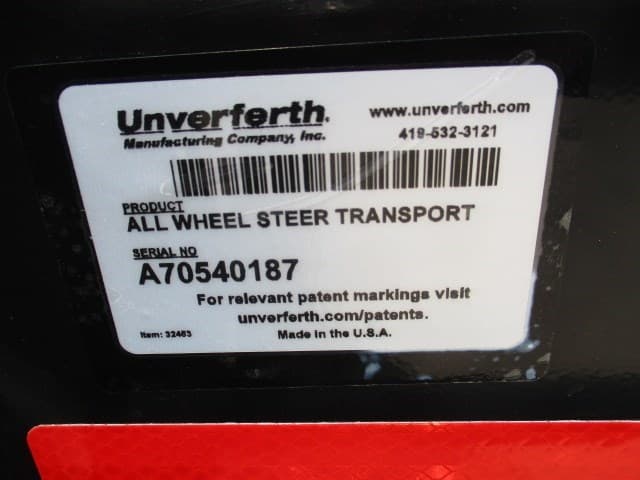 Unverferth.
Manufacturing Company, Inc.
www.unverferth.com
419-532-3121
PRODUCT
ALL WHEEL STEER TRANSPORT
SERIAL NO
A70540187
For relevant patent markings visit
unverferth.com/patents.
Item: 32463
Made in the U.S.A.